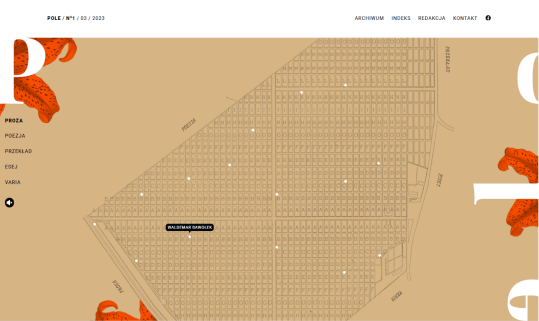 POLE / Nº1 / 03 / 2023
ARCHIWUM INDEKS REDAKCJA KONTAKT
P
o
l
e
PROZA
POEZJA
PRZEKŁAD
ESEJ
VARIA
PRZEKŁAD
POEZJA
ESEJ
WALDEMAR BAWOŁEK
PROZA
VARIA